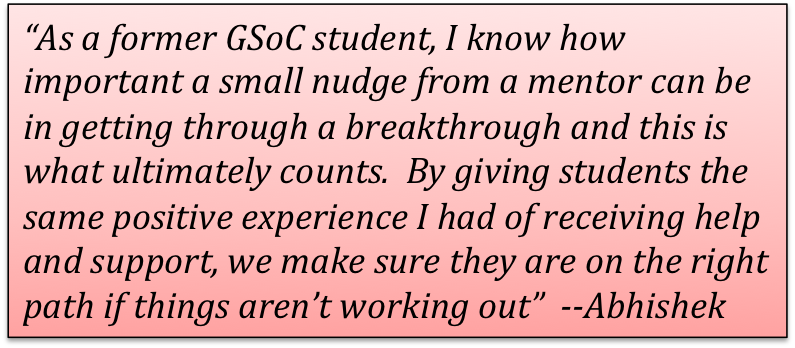 “As a former GSoC student, I know how
important a small nudge from a mentor can be
in getting through a breakthrough and this is
what ultimately counts.  By giving students the
same positive experience I had of receiving help
and support, we make sure they are on the right
path if things aren’t working out”  --Abhishek